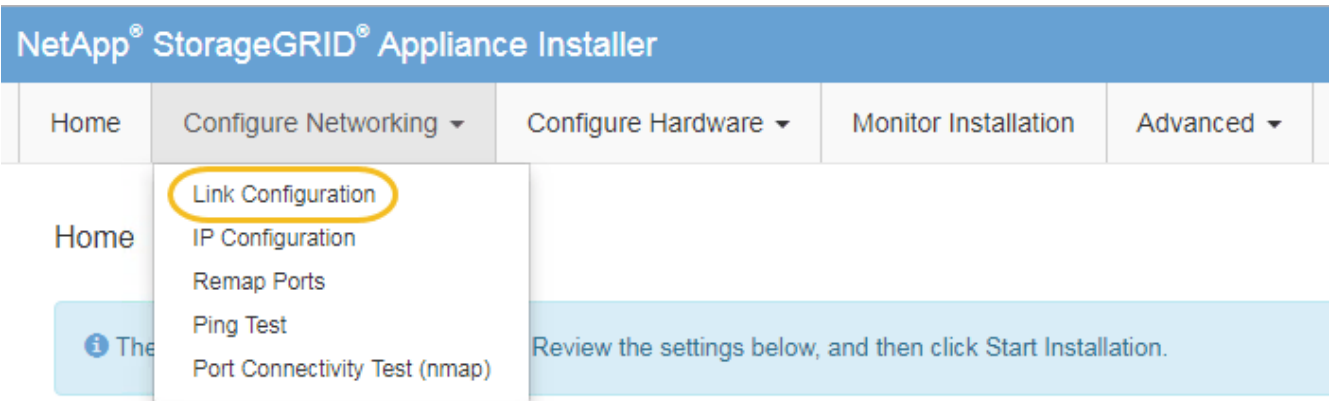 NetApp® StorageGRID® Appliance Installer
Home Configure Networking Configure Hardware Monitor Installation Advanced
Link Configuration
Home
IP Configuration
Remap Ports
Ping Test
The Review the settings below, and then click Start Installation.
Port Connectivity Test (nmap)